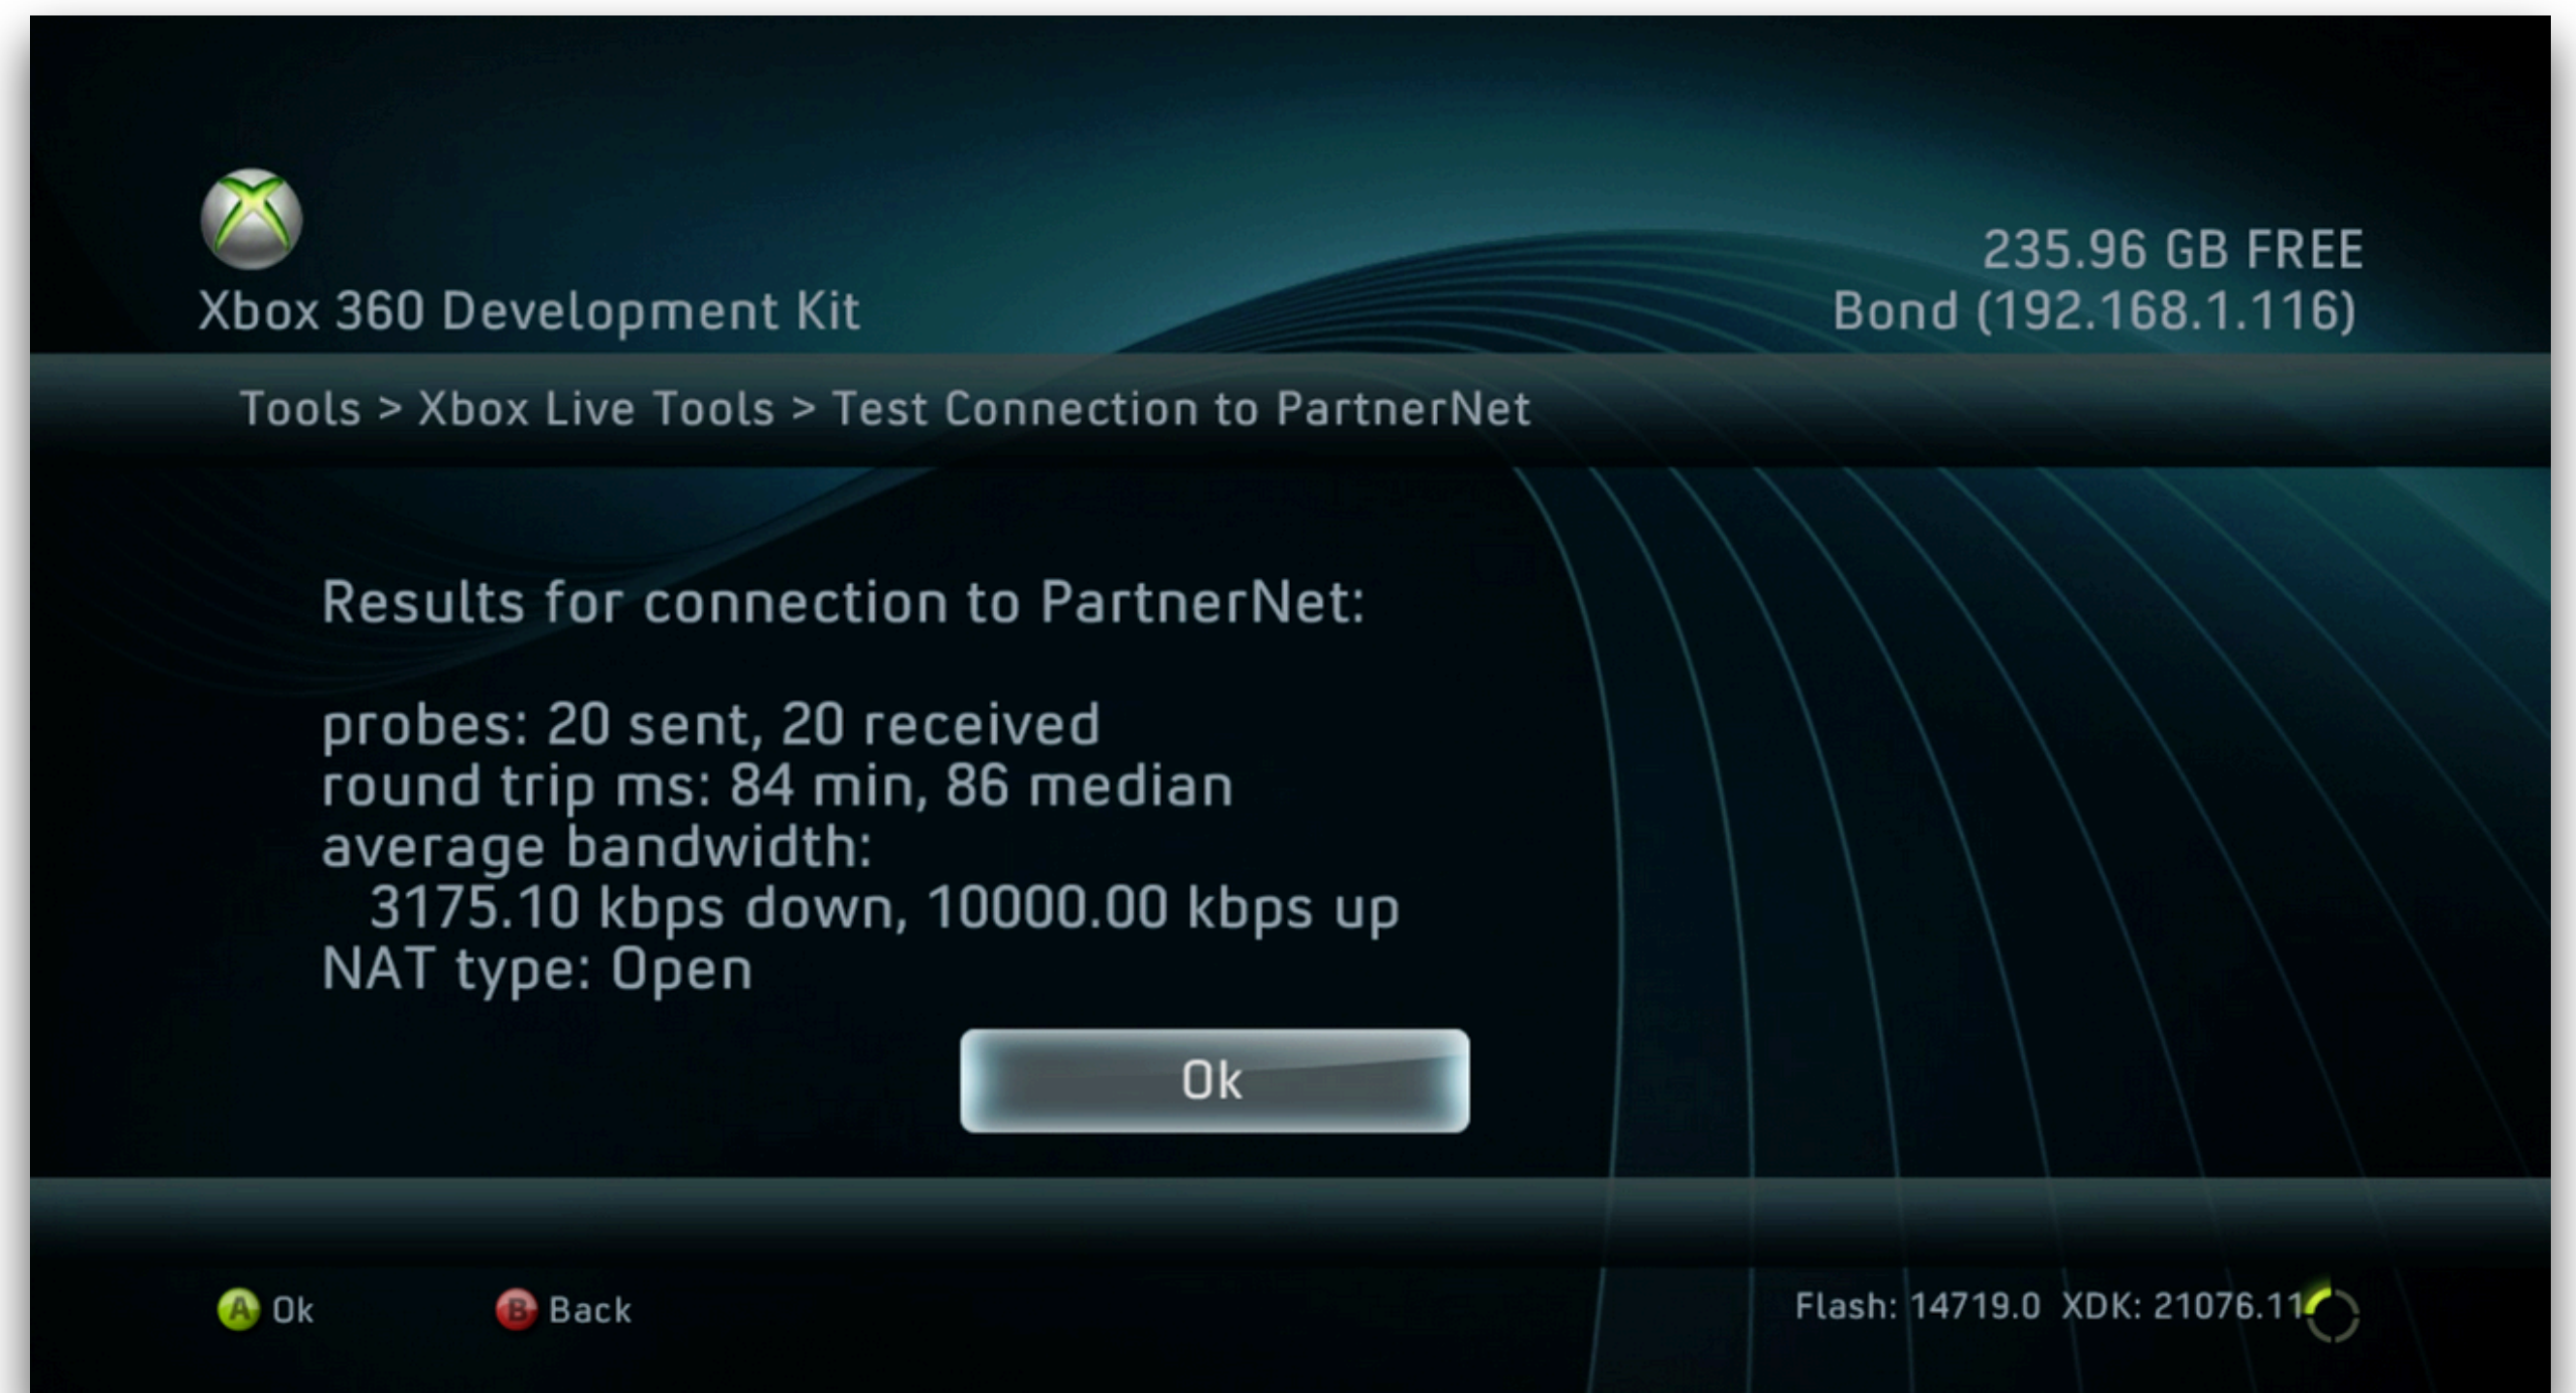 235.96 GB FREE
Xbox 360 Development Kit
Bond (192.168.1.116)
Tools > Xbox Live Tools > Test Connection to PartnerNet
Results for connection to PartnerNet:
probes: 20 sent, 20 received
round trip ms: 84 min, 86 median
average bandwidth:
3175.10 kbps down, 10000.00 kbps up
NAT type: Open
Ok
A Ok
B Back
Flash: 14719.0 XDK: 21076.11